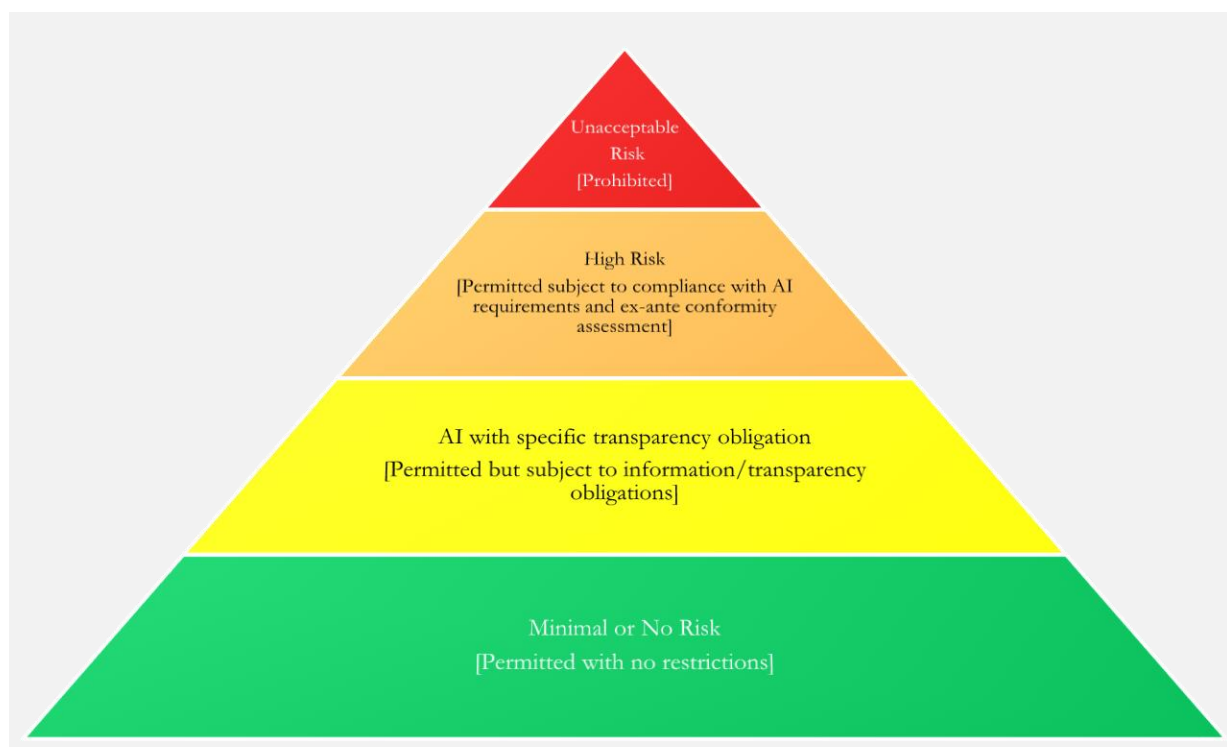 Unacceptable
Risk
[Prohibited]
High Risk
[Permitted subject to compliance with AI
requirements and ex-ante conformity
assessment]
AI with specific transparency obligation
[Permitted but subject to information/transparency
obligations]
Minimal or No Risk
[Permitted with no restrictions]